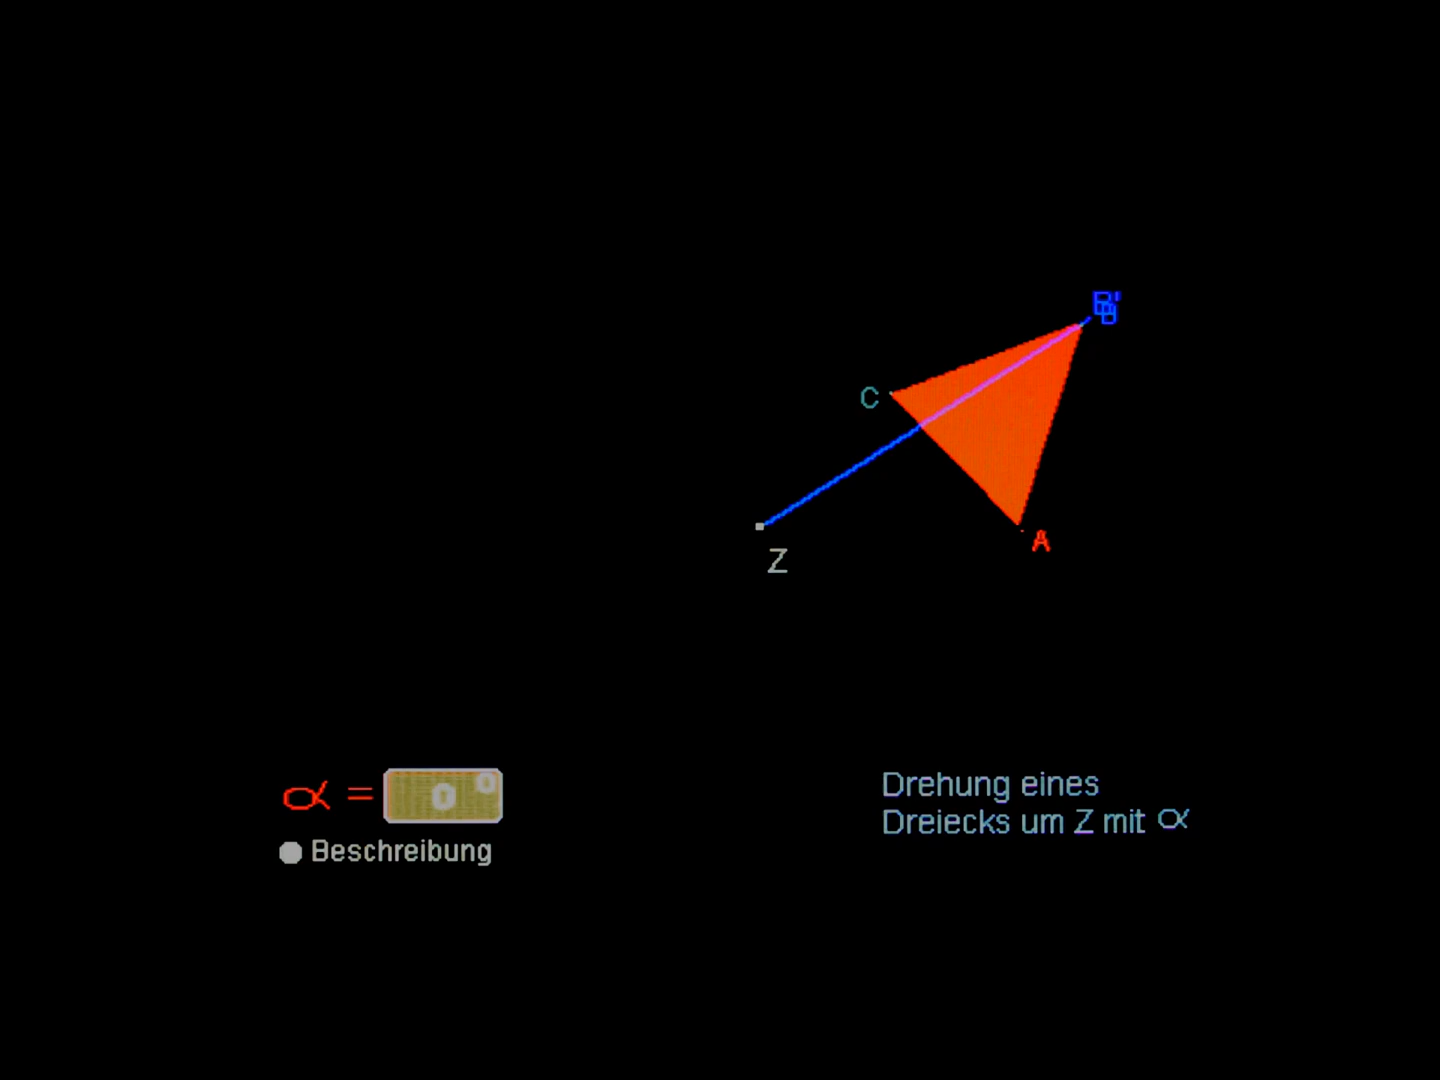 B'
B
C
A
Z
α = 0°
Beschreibung
Drehung eines
Dreiecks um Z mit α